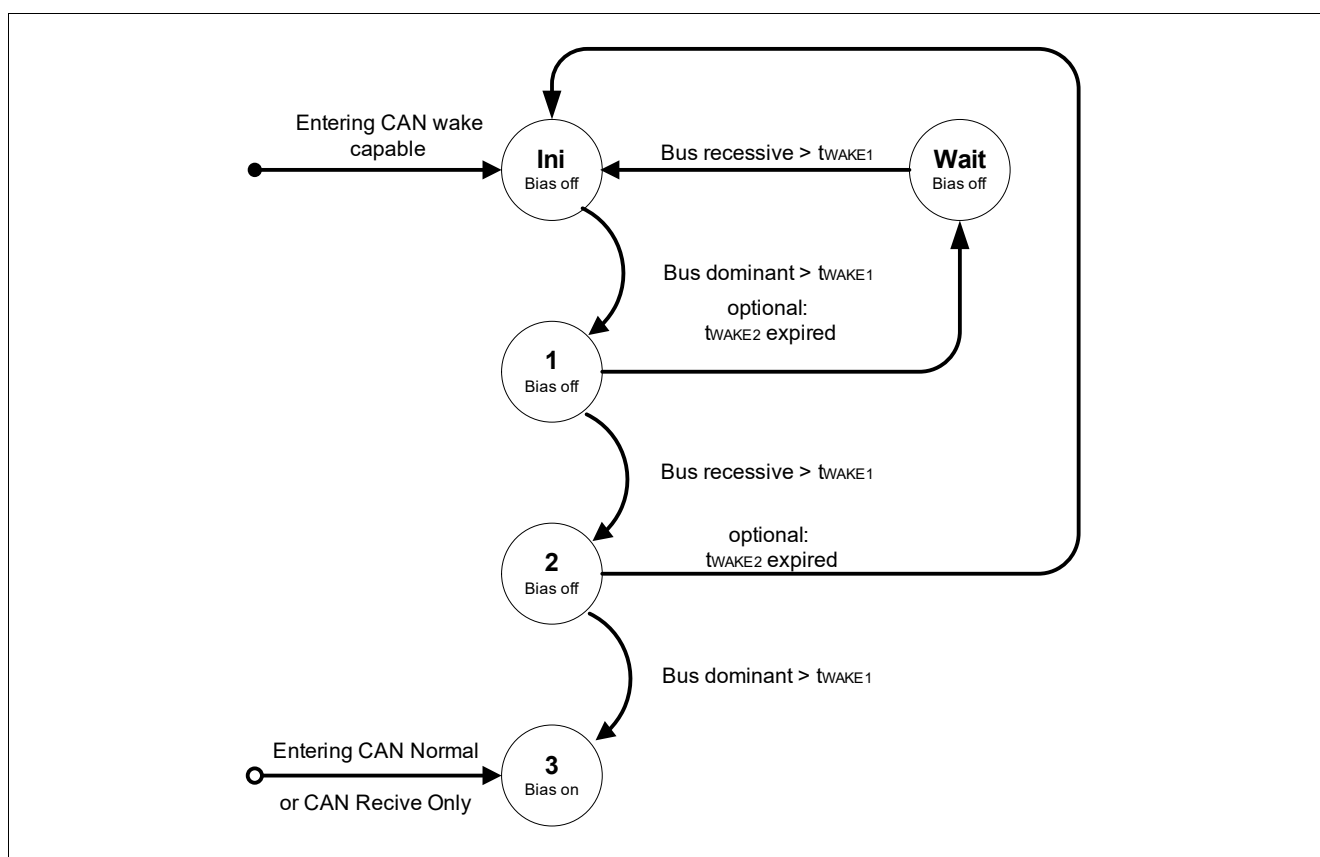 Entering CAN wake
capable
Ini
Bias off
Bus recessive > tWAKE1
Wait
Bias off
Bus dominant > tWAKE1
optional:
tWAKE2 expired
1
Bias off
Bus recessive > tWAKE1
optional:
tWAKE2 expired
2
Bias off
Bus dominant > tWAKE1
Entering CAN Normal
or CAN Recive Only
3
Bias on